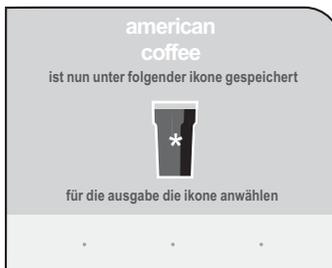 american
coffee
ist nun unter folgender ikone gespeichert
*
für die ausgabe die ikone anwählen